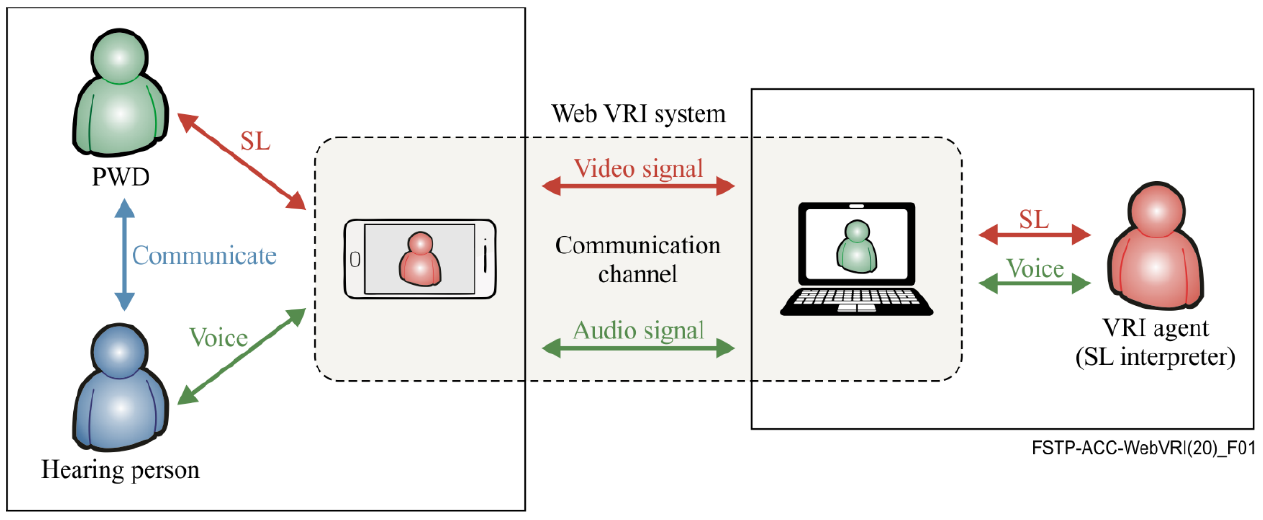 PWD
SL
Communicate
Voice
Hearing person
Web VRI system
Video signal
Communication
channel
Audio signal
SL
Voice
VRI agent
(SL interpreter)
FSTP-ACC-WebVRI(20)_F01